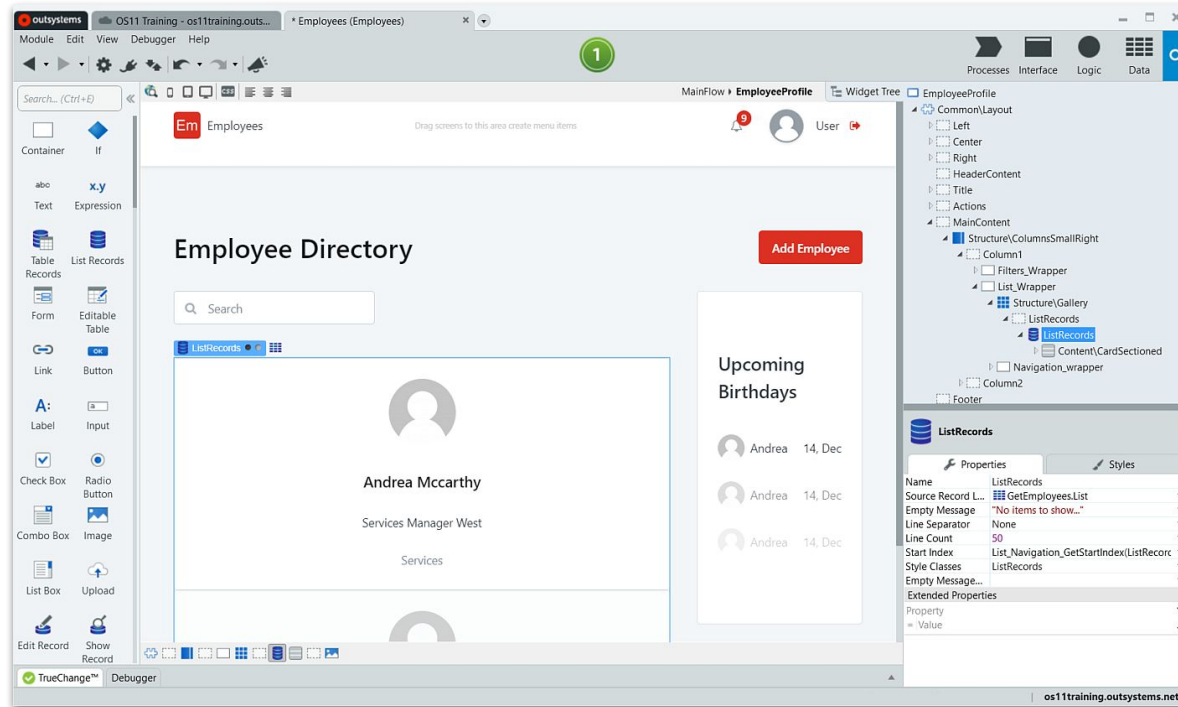 outsystems
OS11 Training - os11training.outs...
* Employees (Employees)
Module Edit View Debugger Help
1
Processes Interface Logic Data
Search... (Ctrl+E)
MainFlow EmployeeProfile
Widget Tree
Container If
abc x.y
Text Expression
Table Records
List Records
Form
Editable Table
Link
OK
Button
A:
Label
a
Input
Check Box
Radio Button
Combo Box Image
List Box Upload
Edit Record
Show Record
Em Employees
Drag screens to this area create menu items
9
User
Employee Directory
Add Employee
Search
ListRecords
Andrea Mccarthy
Services Manager West
Services
Upcoming
Birthdays
Andrea 14, Dec
Andrea 14, Dec
Andrea 14, Dec
EmployeeProfile
Common\Layout
Left
Center
Right
HeaderContent
Title
Actions
MainContent
Structure\ColumnsSmallRight
Column1
Filters_Wrapper
List_Wrapper
Structure\Gallery
ListRecords
ListRecords
Content\CardSectioned
Navigation_wrapper
Column2
Footer
ListRecords
Properties Styles
Name ListRecords
Source Record L... GetEmployees.List
Empty Message "No items to show..."
Line Separator None
Line Count 50
Start Index List_Navigation_GetStartIndex(ListRecorc
Style Classes ListRecords
Empty Message...
Extended Properties
Property
= Value
TrueChange™ Debugger
os11training.outsystems.net